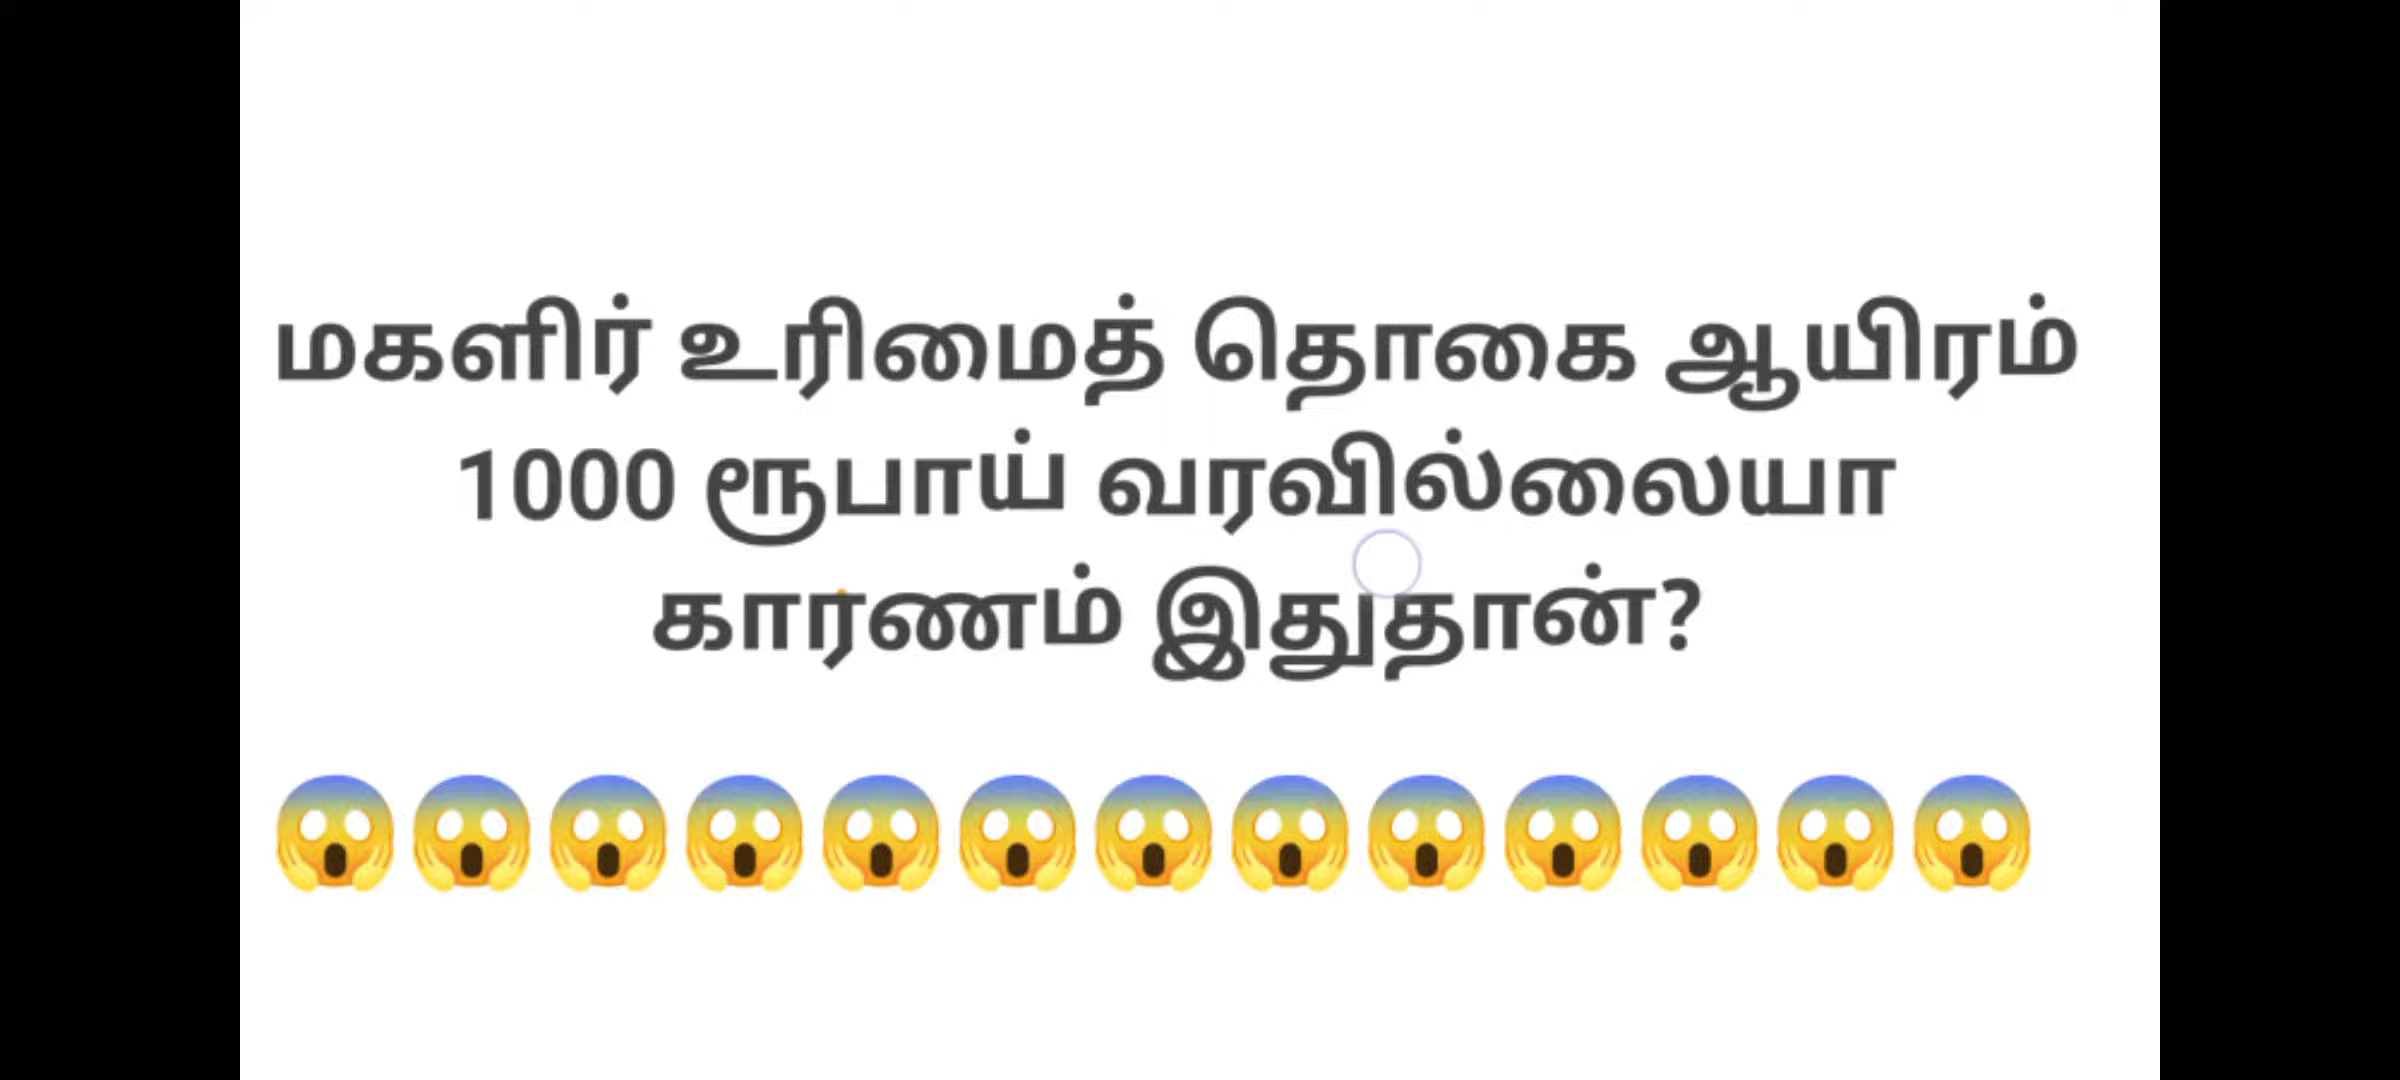 மகளிர் உரிமைத் தொகை ஆயிரம்
1000 ரூபாய் வரவில்லையா
காரணம் இதுதான்?
😱😱😱😱😱😱😱😱😱😱😱😱😱